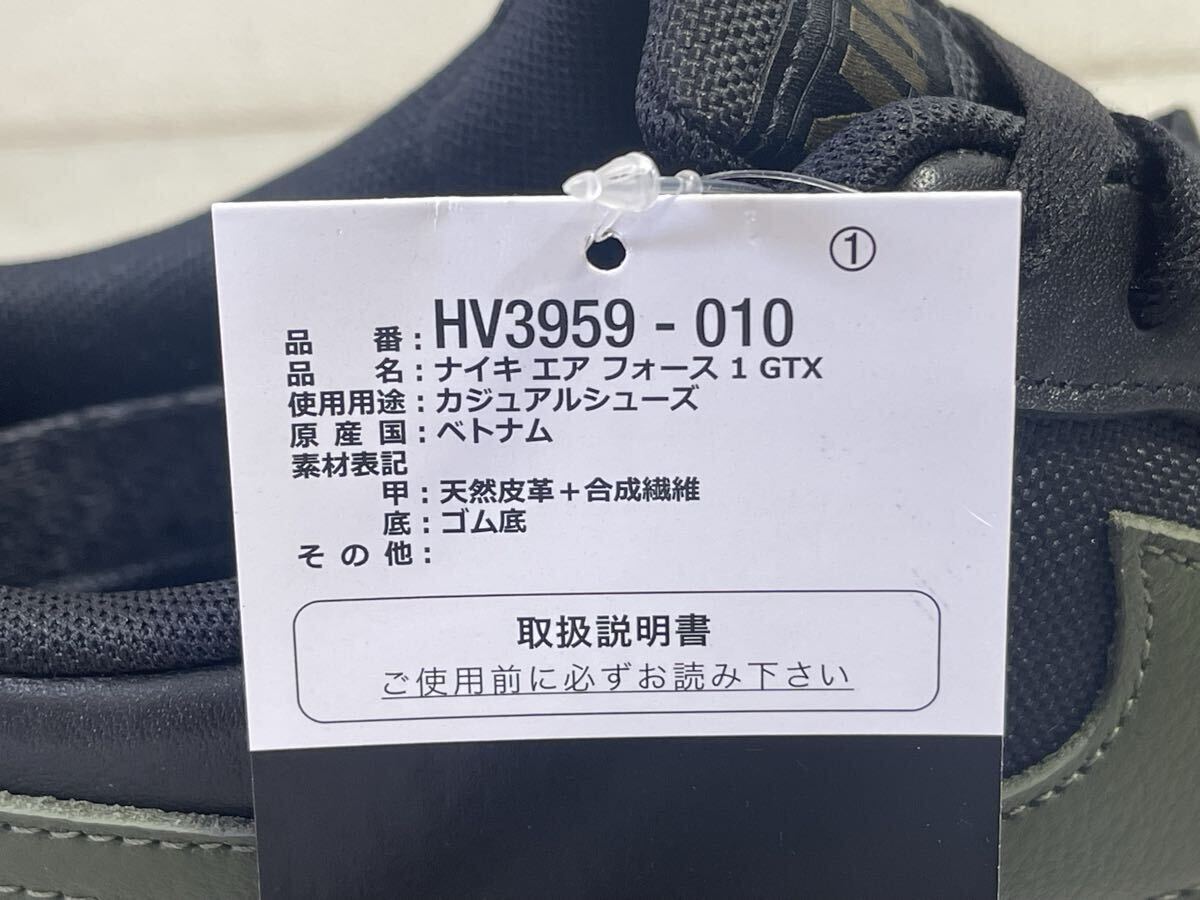 ①
品 番:HV3959 - 010
品 名:ナイキ エア フォース 1 GTX
使用用途:カジュアルシューズ
原 産 国:ベトナム
素材表記
甲:天然皮革+合成繊維
底:ゴム底
そ の 他:
取扱説明書
ご使用前に必ずお読み下さい